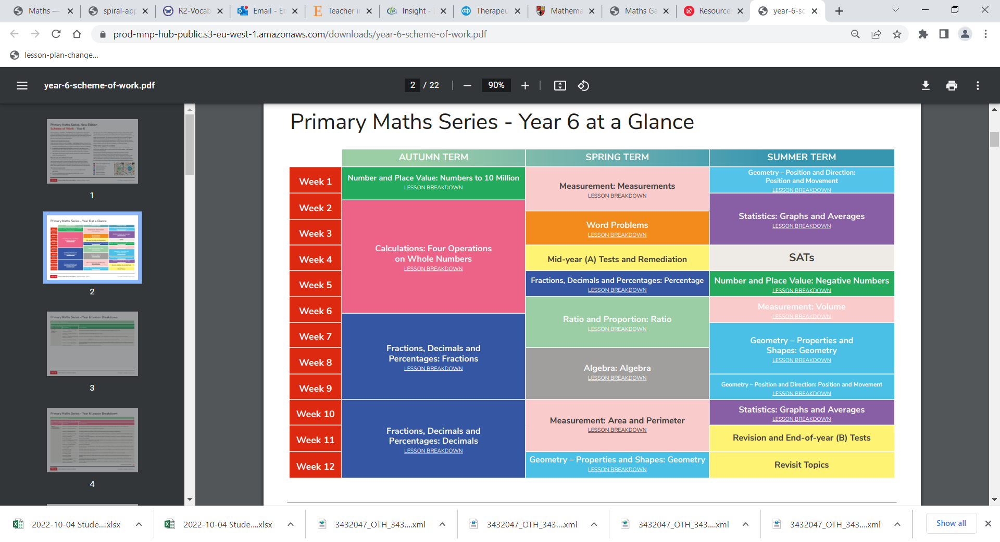 Maths —
spiral-app
R2-Vocab
Email - En
Teacher in
Insight -
Therapeu
Mathema
Maths Ga
Resource
year-6-sc
prod-mnp-hub-public.s3-eu-west-1.amazonaws.com/downloads/year-6-scheme-of-work.pdf
lesson-plan-change...
year-6-scheme-of-work.pdf
2 / 22
90%
1
2
3
4
Primary Maths Series, New Edition
Scheme of Work - Year 6
Primary Maths Series - Year 6 at a Glance
Primary Maths Series - Year 6 Lesson Breakdown
Primary Maths Series - Year 6 Lesson Breakdown
Primary Maths Series - Year 6 at a Glance
AUTUMN TERM
SPRING TERM
SUMMER TERM
Week 1
Week 2
Week 3
Week 4
Week 5
Week 6
Week 7
Week 8
Week 9
Week 10
Week 11
Week 12
Number and Place Value: Numbers to 10 Million
LESSON BREAKDOWN
Calculations: Four Operations
on Whole Numbers
LESSON BREAKDOWN
Fractions, Decimals and
Percentages: Fractions
LESSON BREAKDOWN
Fractions, Decimals and
Percentages: Decimals
LESSON BREAKDOWN
Measurement: Measurements
LESSON BREAKDOWN
Word Problems
LESSON BREAKDOWN
Mid-year (A) Tests and Remediation
Fractions, Decimals and Percentages: Percentage
LESSON BREAKDOWN
Ratio and Proportion: Ratio
LESSON BREAKDOWN
Algebra: Algebra
LESSON BREAKDOWN
Measurement: Area and Perimeter
LESSON BREAKDOWN
Geometry – Properties and Shapes: Geometry
LESSON BREAKDOWN
Geometry – Position and Direction:
Position and Movement
LESSON BREAKDOWN
Statistics: Graphs and Averages
LESSON BREAKDOWN
SATs
Number and Place Value: Negative Numbers
LESSON BREAKDOWN
Measurement: Volume
LESSON BREAKDOWN
Geometry – Properties and
Shapes: Geometry
LESSON BREAKDOWN
Geometry – Position and Direction: Position and Movement
LESSON BREAKDOWN
Statistics: Graphs and Averages
LESSON BREAKDOWN
Revision and End-of-year (B) Tests
Revisit Topics
2022-10-04 Stude....xlsx
2022-10-04 Stude....xlsx
3432047_OTH_343....xml
3432047_OTH_343....xml
3432047_OTH_343....xml
3432047_OTH_343....xml
Show all